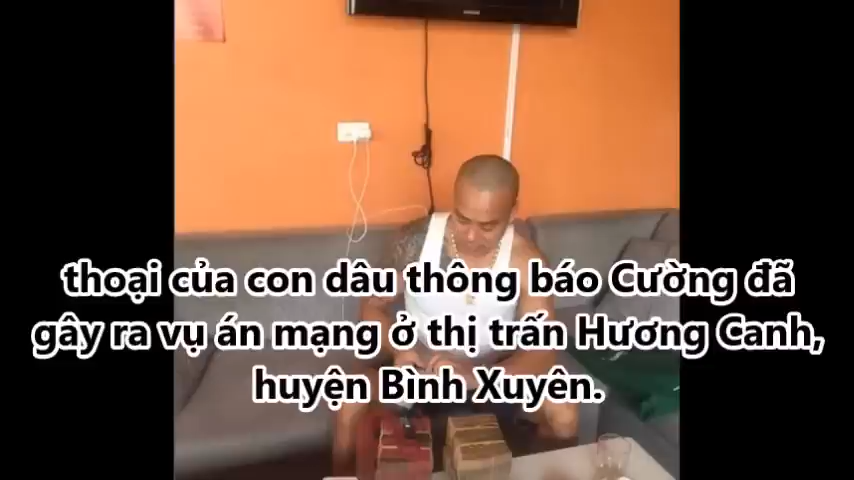 thoại của con dâu thông báo Cường đã
gây ra vụ án mạng ở thị trấn Hương Canh,
huyện Bình Xuyên.